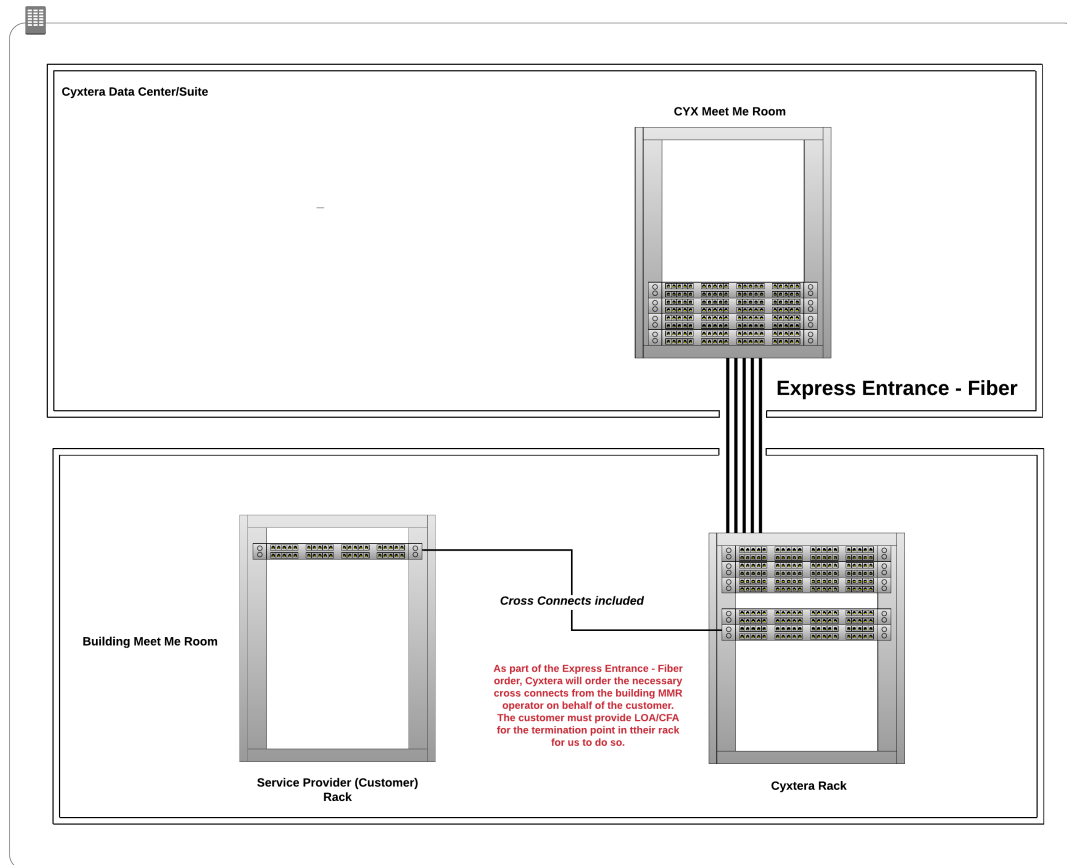 Cyxtera Data Center/Suite
CYX Meet Me Room
Express Entrance - Fiber
Building Meet Me Room
Cross Connects included
As part of the Express Entrance - Fiber
order, Cyxtera will order the necessary
cross connects from the building MMR
operator on behalf of the customer.
The customer must provide LOA/CFA
for the termination point in ttheir rack
for us to do so.
Service Provider (Customer)
Rack
Cyxtera Rack